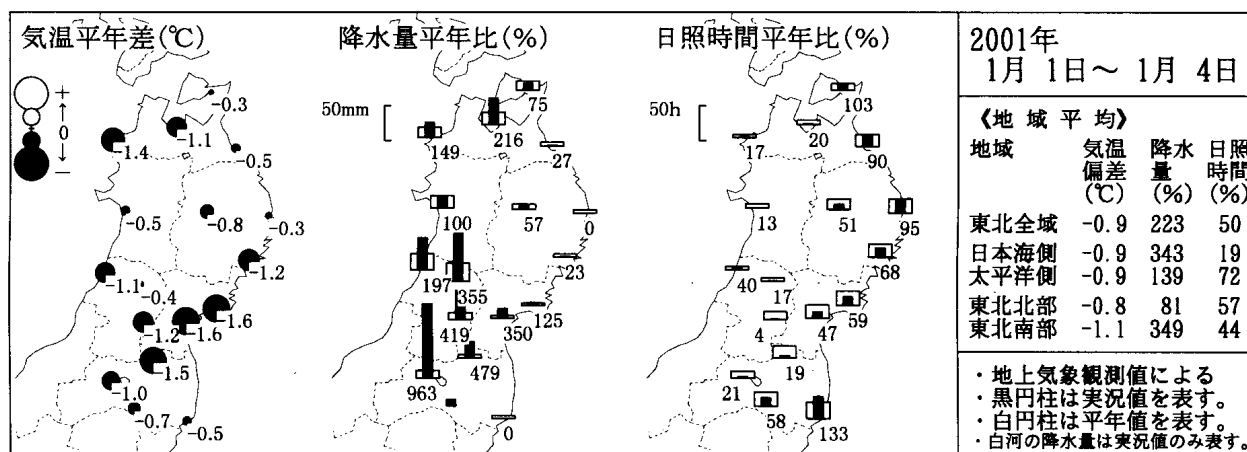 気温平年差(℃)
+
↑
0
↓
−
-0.3
-1.4
-1.1
-0.5
-0.5
-0.8
-0.3
-1.2
-1.1
-0.4
-1.6
-1.2
-1.6
-1.5
-1.0
-0.7
-0.5
降水量平年比(%)
50mm
75
216
149
27
100
57
0
23
197
355
125
419
350
479
963
0
日照時間平年比(%)
50h
103
20
17
90
13
51
95
68
40
17
59
4
47
19
21
58
133
2001年
1月 1日～ 1月 4日
《地 域 平 均》
地域 気温 降水 日照
偏差 量 時間
(℃) (%) (%)
東北全域 -0.9 223 50
日本海側 -0.9 343 19
太平洋側 -0.9 139 72
東北北部 -0.8 81 57
東北南部 -1.1 349 44
・地上気象観測値による
・黒円柱は実況値を表す。
・白円柱は平年値を表す。
・白河の降水量は実況値のみ表す。